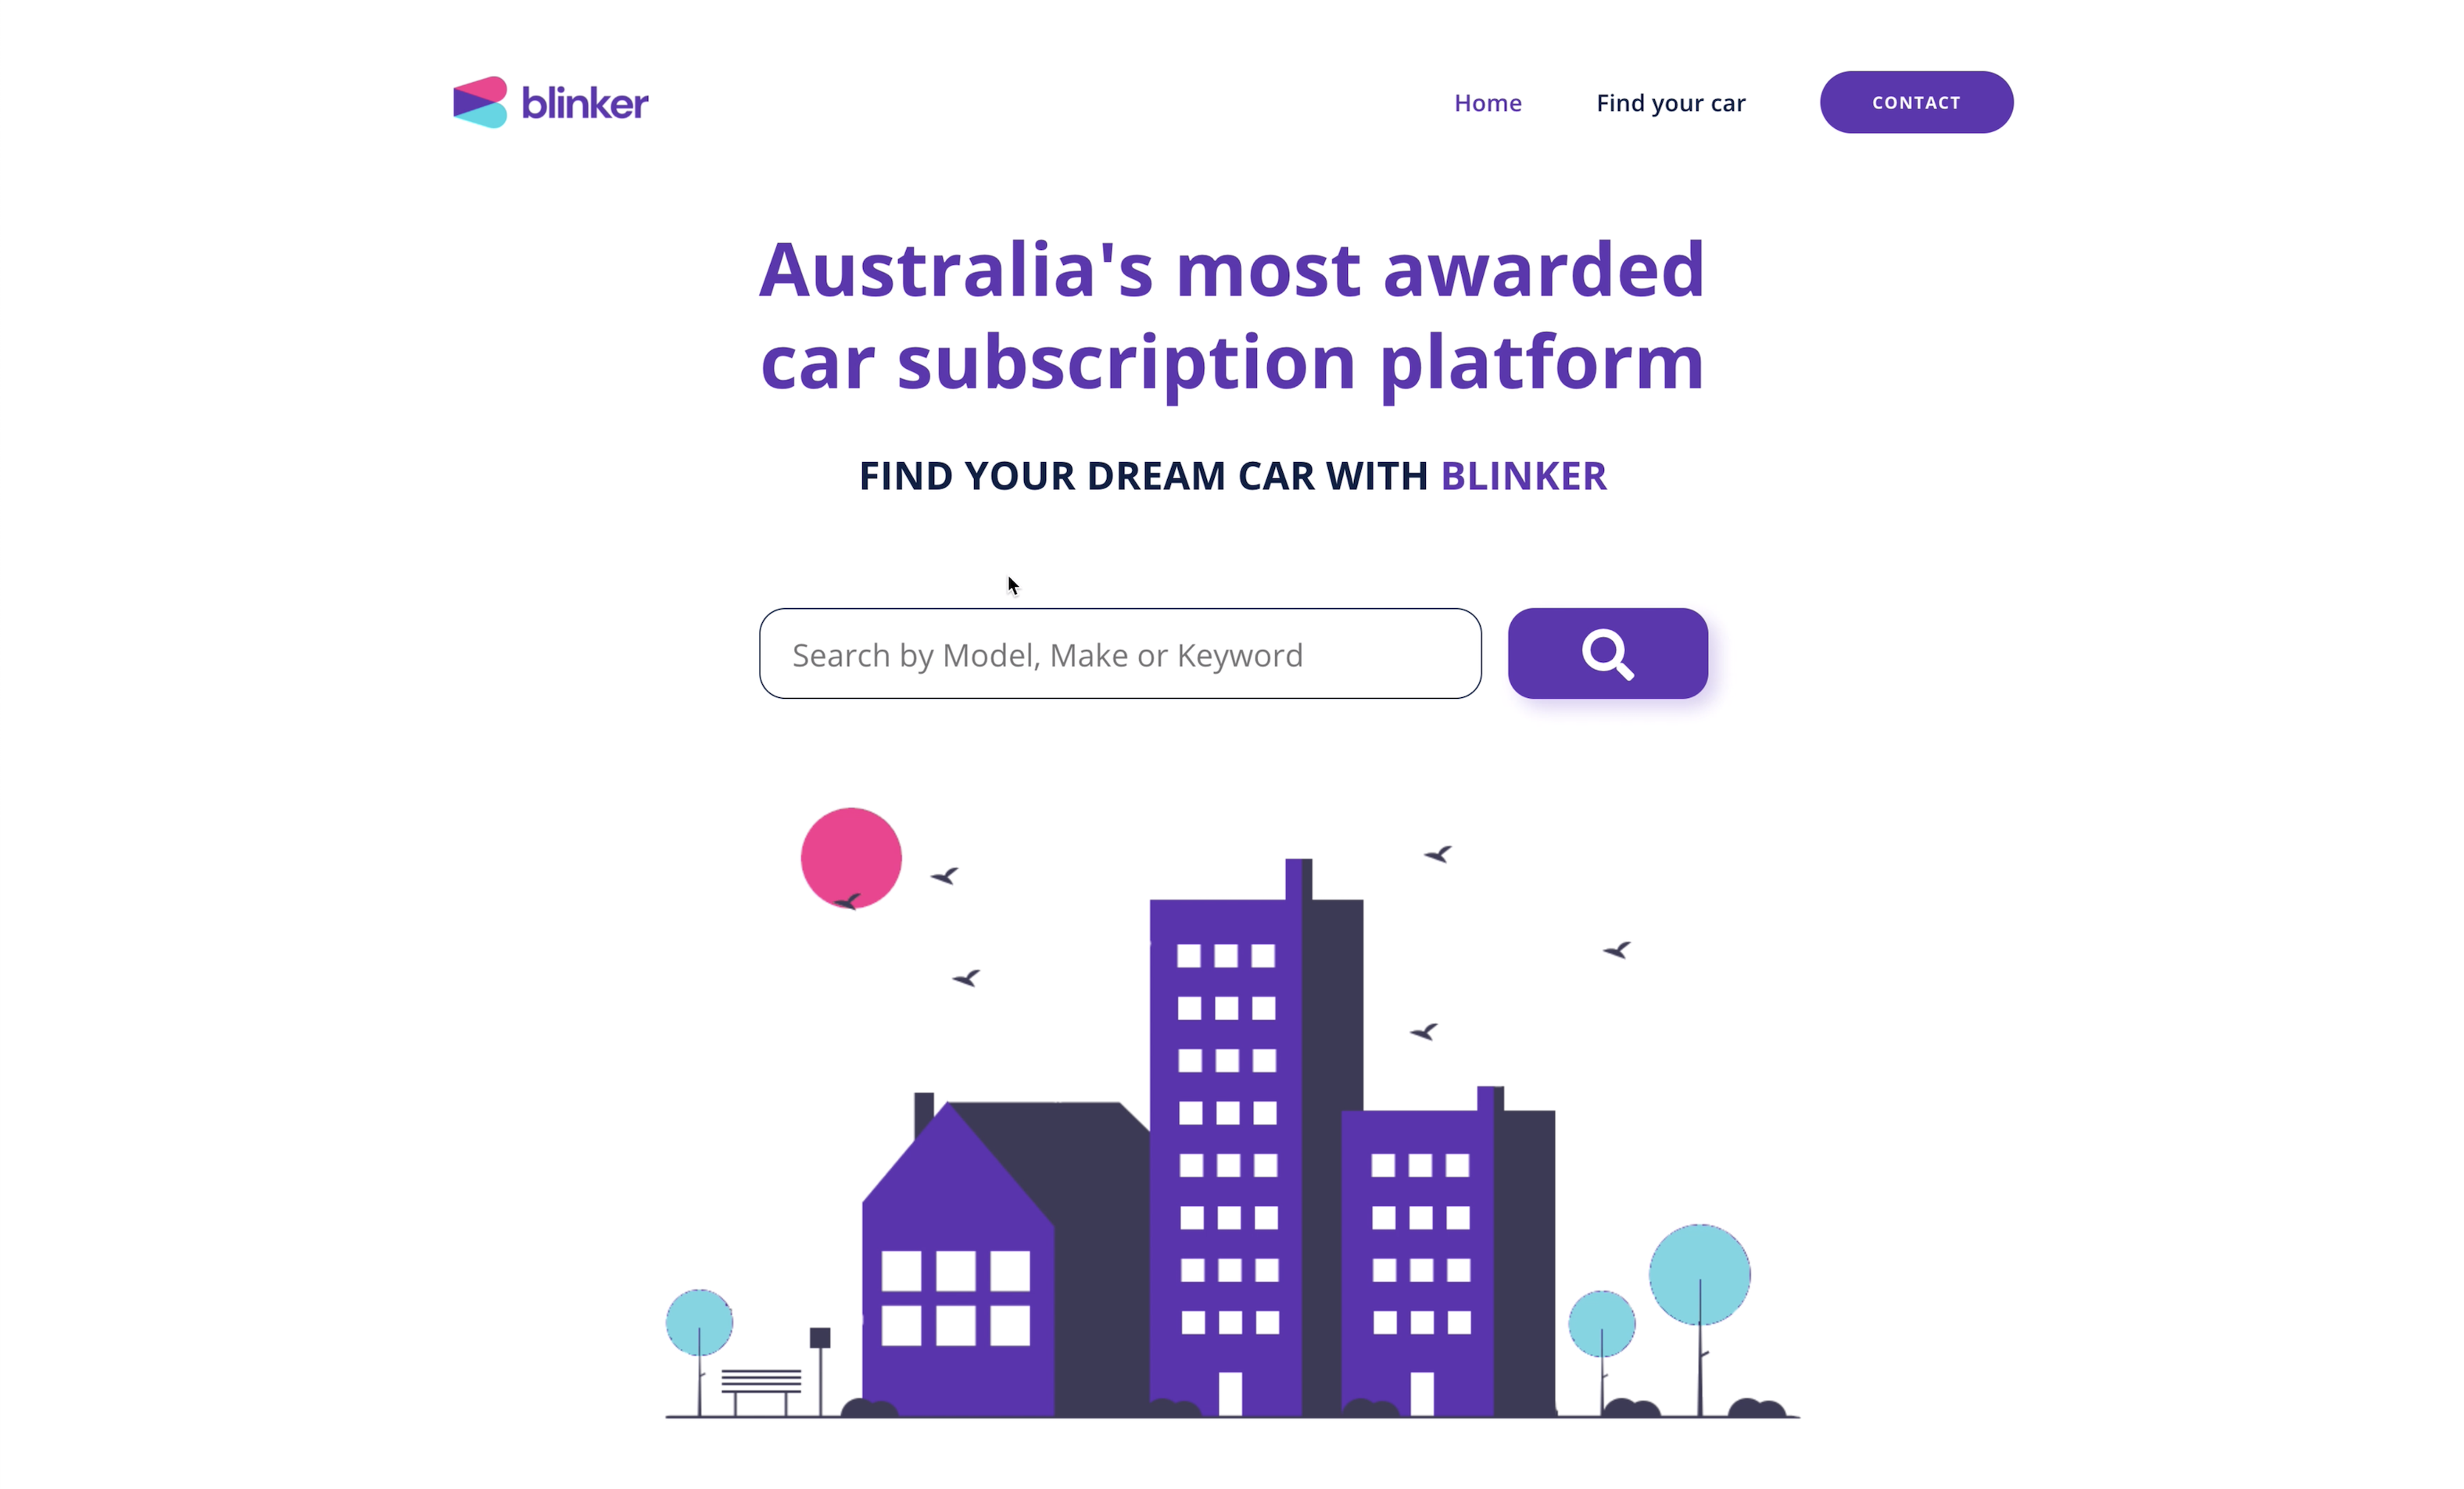 blinker
Home
Find your car
CONTACT
Australia's most awarded
car subscription platform
FIND YOUR DREAM CAR WITH BLINKER
Search by Model, Make or Keyword